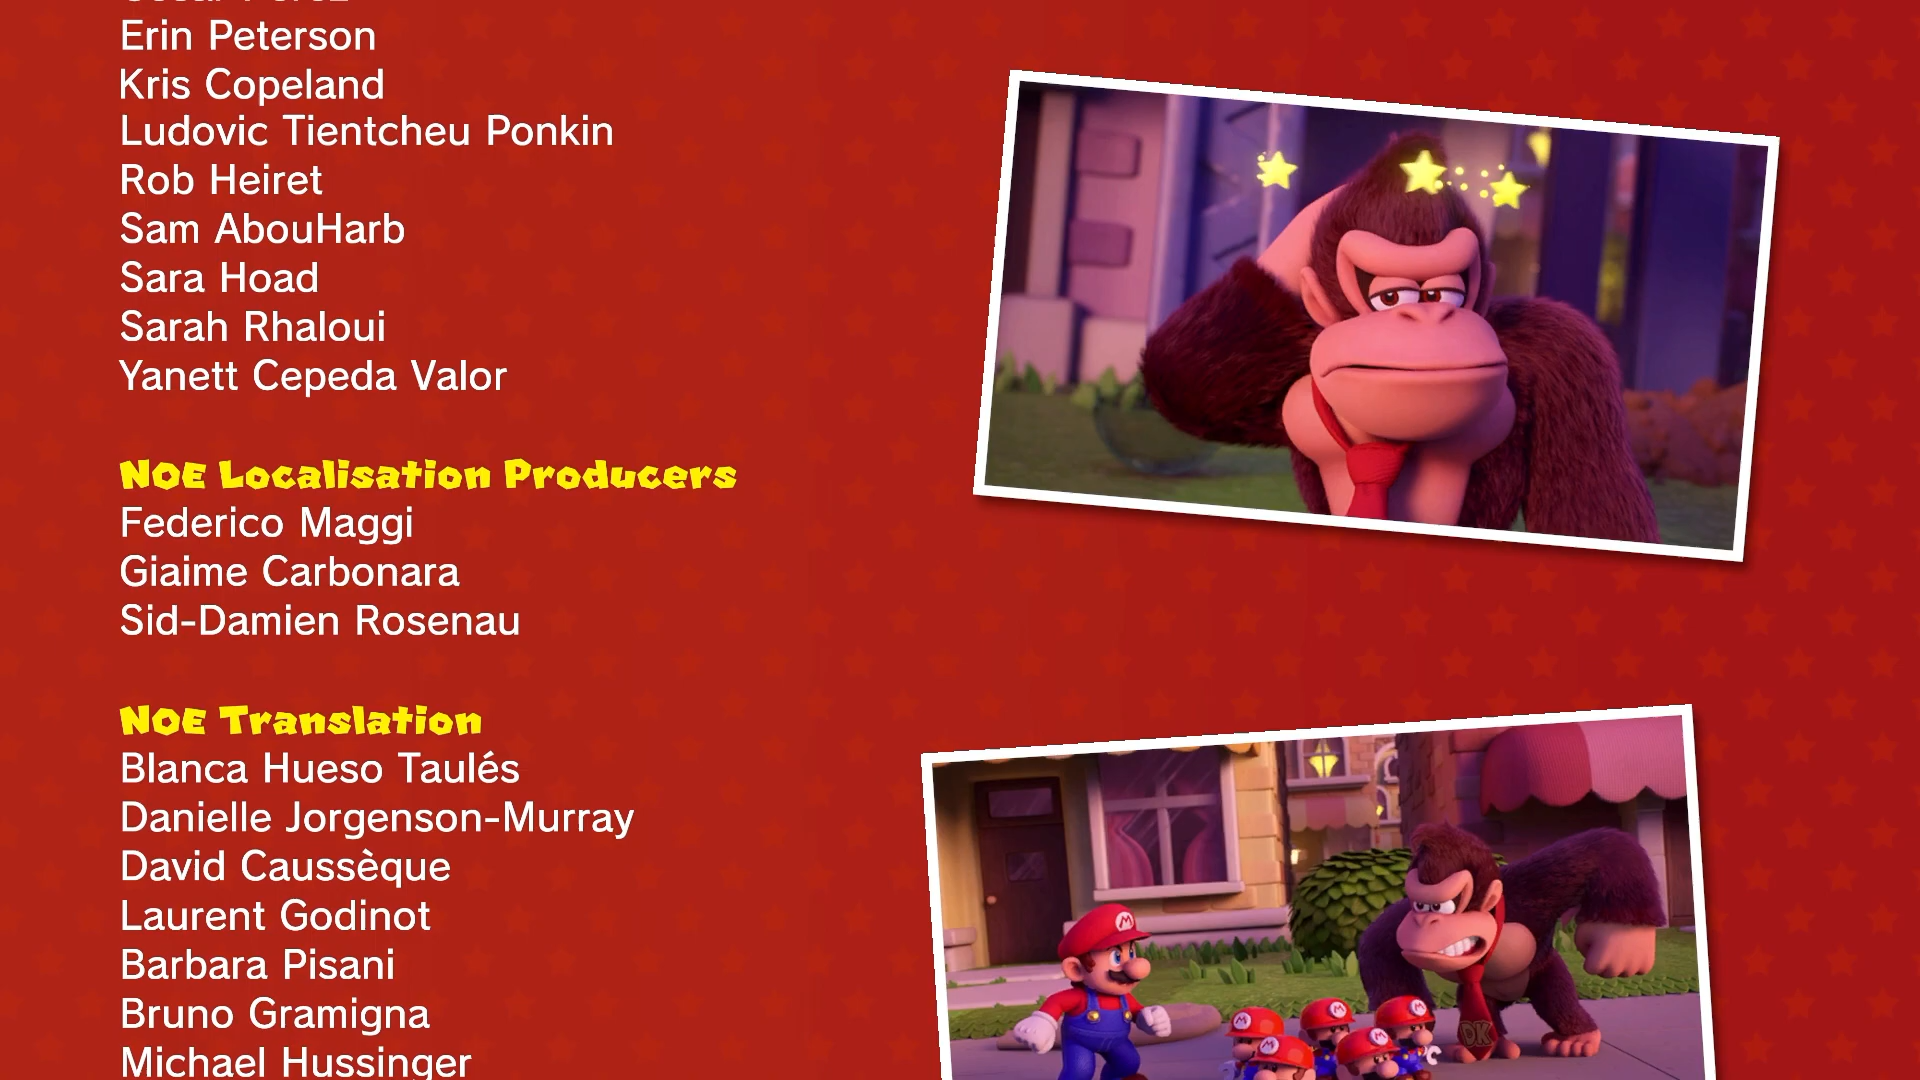 Erin Peterson
Kris Copeland
Ludovic Tientcheu Ponkin
Rob Heiret
Sam AbouHarb
Sara Hoad
Sarah Rhaloui
Yanett Cepeda Valor
NOE Localisation Producers
Federico Maggi
Giaime Carbonara
Sid-Damien Rosenau
NOE Translation
Blanca Hueso Taulés
Danielle Jorgenson-Murray
David Caussèque
Laurent Godinot
Barbara Pisani
Bruno Gramigna
Michael Hussinger
M
M
M
M
M
M
DK